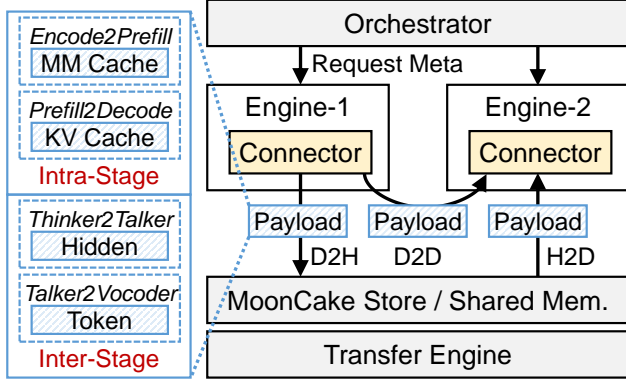 Encode2Prefill
MM Cache
Prefill2Decode
KV Cache
Intra-Stage
Thinker2Talker
Hidden
Talker2Vocoder
Token
Inter-Stage
Orchestrator
Request Meta
Engine-1
Engine-2
Connector
Connector
Payload
Payload
Payload
D2H
D2D
H2D
MoonCake Store / Shared Mem.
Transfer Engine